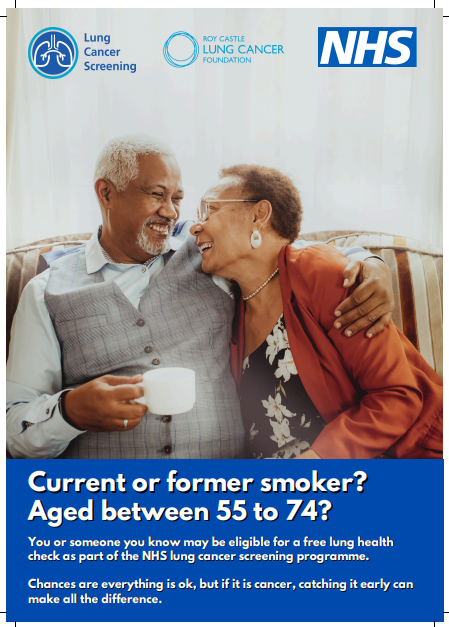 Lung
Cancer
Screening
ROY CASTLE
LUNG CANCER
FOUNDATION
NHS
Current or former smoker?
Aged between 55 to 74?
You or someone you know may be eligible for a free lung health
check as part of the NHS lung cancer screening programme.
Chances are everything is ok, but if it is cancer, catching it early can
make all the difference.